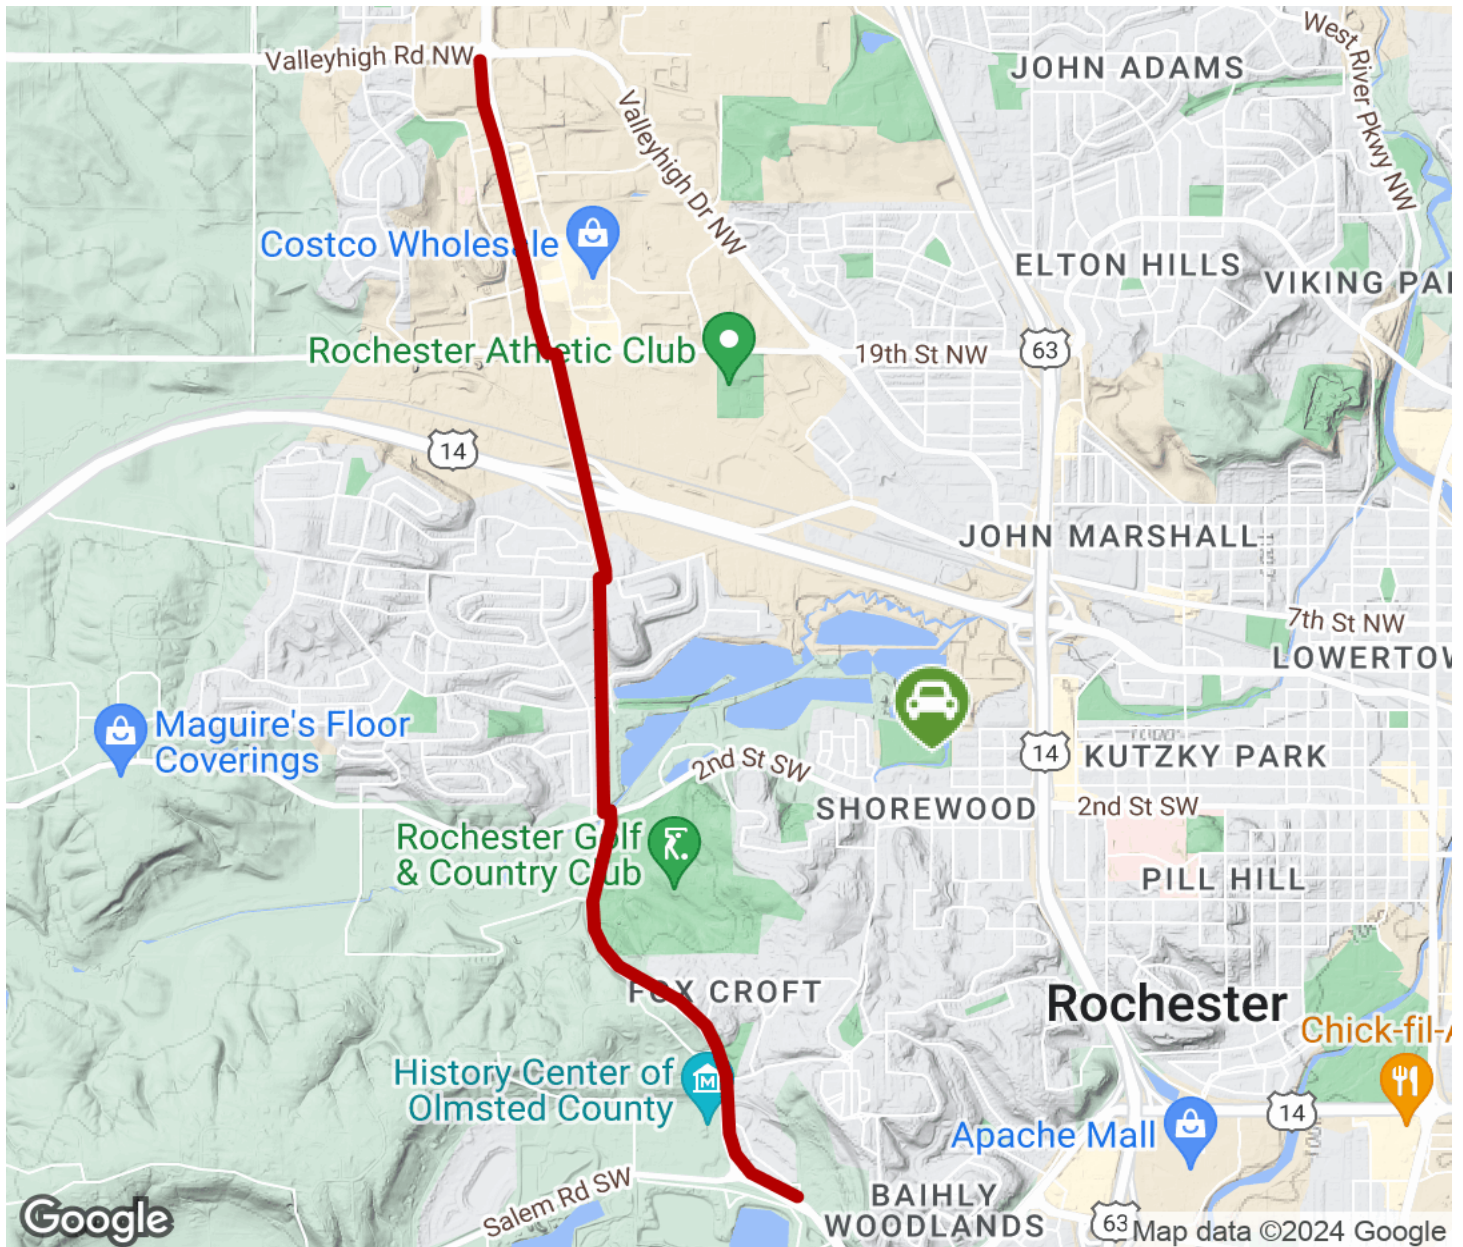 Valleyhigh Rd NW
JOHN ADAMS
West River Pkwy NW
Valleyhigh Dr NW
Costco Wholesale
ELTON HILLS
VIKING PA
Rochester Athletic Club
19th St NW
63
14
JOHN MARSHALL
7th St NW
LOWERTOW
Maguire's Floor
Coverings
2nd St SW
14
KUTZKY PARK
SHOREWOOD
2nd St SW
Rochester Golf
& Country Club
PILL HILL
FOX CROFT
Rochester
Chick-fil-A
History Center of
Olmsted County
M
14
Apache Mall
Salem Rd SW
BAIHLY
WOODLANDS
63
Google
Map data ©2024 Google